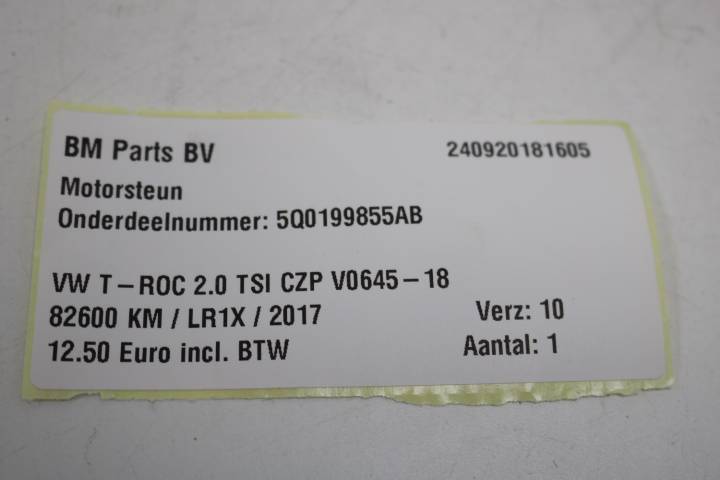 BM Parts BV 240920181605
Motorsteun
Onderdeelnummer: 5Q0199855AB
VW T-ROC 2.0 TSI CZP V0645-18
82600 KM / LR1X / 2017 Verz: 10
12.50 Euro incl. BTW Aantal: 1